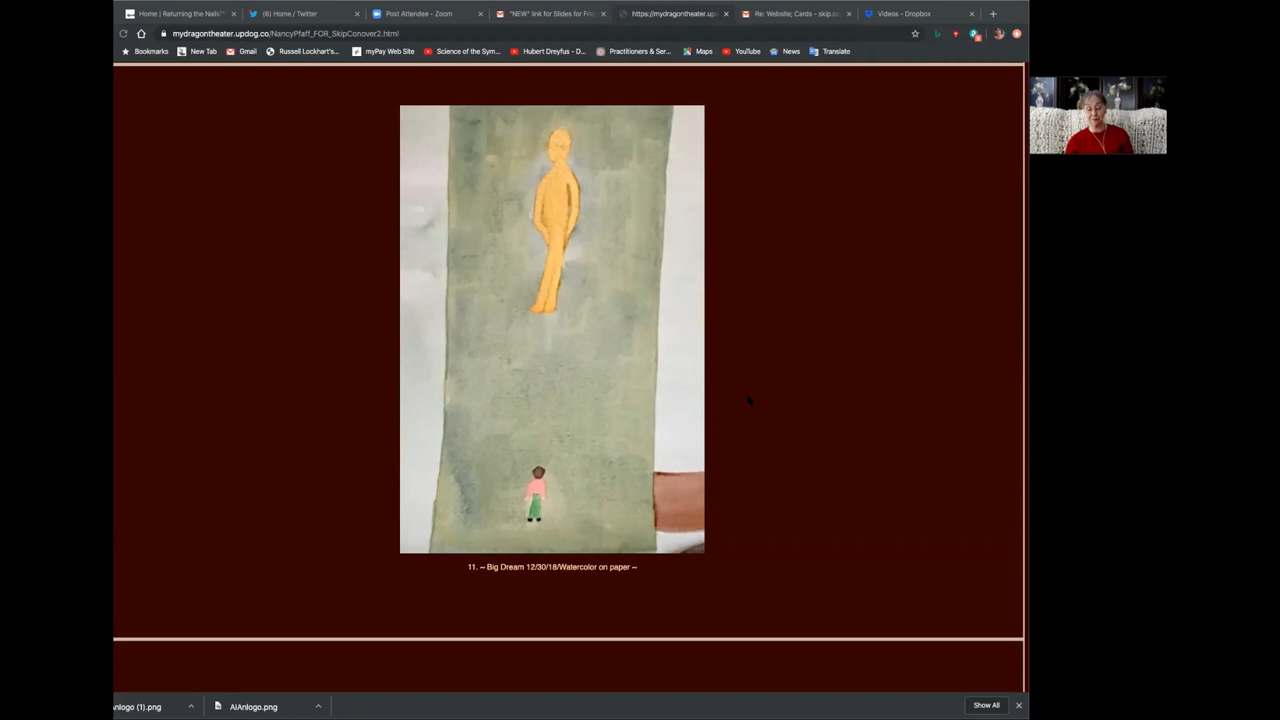 Home | Returning the Nails/"
(6) Home / Twitter
Post Attendee - Zoom
"NEW" link for Slides for Frid
https://mydragontheater.upd
Re: Website; Cards - skip.co
Videos - Dropbox
mydragontheater.updog.co/NancyPfaff_FOR_SkipConover2.html
Bookmarks
New Tab
Gmail
Russell Lockhart's...
myPay Web Site
Science of the Sym...
Hubert Dreyfus - D...
Practitioners & Ser...
Maps
YouTube
News
Translate
11. ~ Big Dream 12/30/18/Watercolor on paper ~
Anlogo (1).png
AIAnlogo.png
Show All